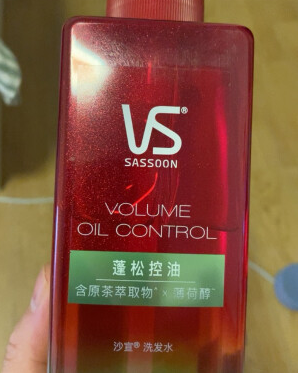 VS®
SASSOON
VOLUME
OIL CONTROL
蓬松控油
含原茶萃取物* × 薄荷醇~
沙宣® 洗发水